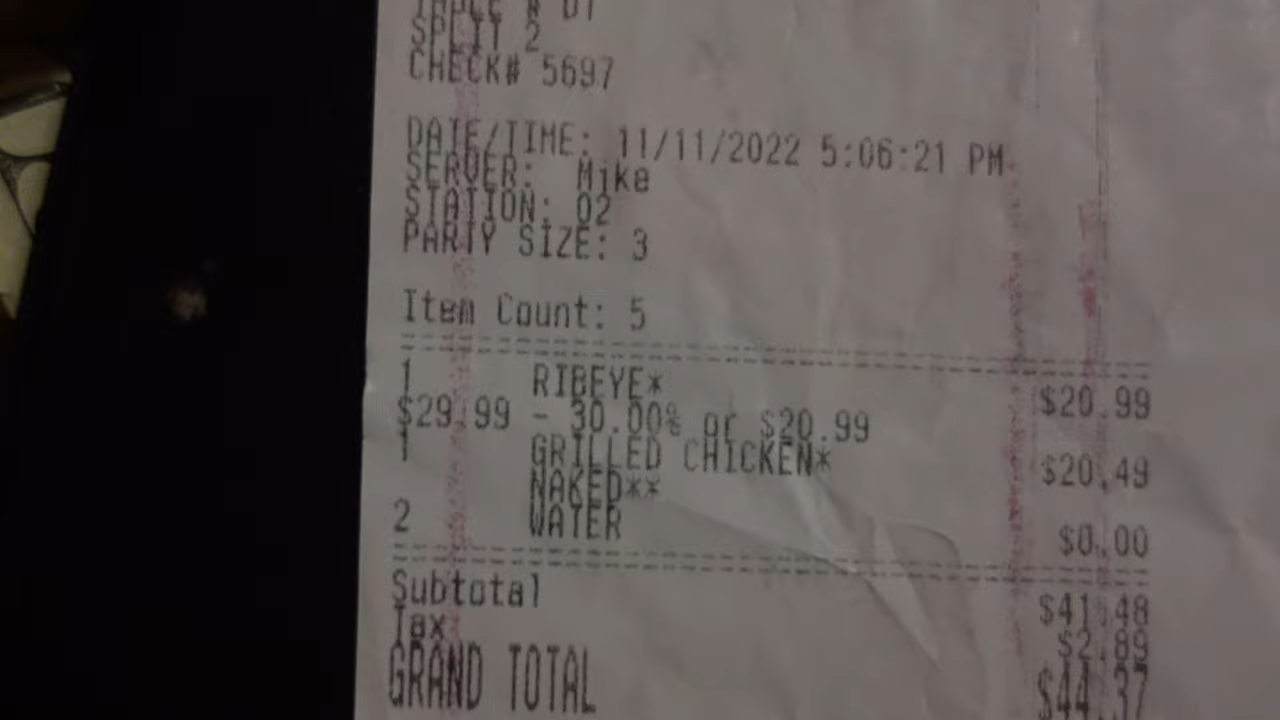 TABLE # 01
SPLIT 2
CHECK# 5697
DATE/TIME: 11/11/2022 5:06:21 PM
SERVER: Mike
STATION: 02
PARTY SIZE: 3
Item Count: 5
1 RIBEYE* $20.99
$29.99 - 30.00% or $20.99
1 GRILLED CHICKEN* $20.49
NAKED**
2 WATER $0.00
Subtotal $41.48
Tax $2.89
GRAND TOTAL $44.37